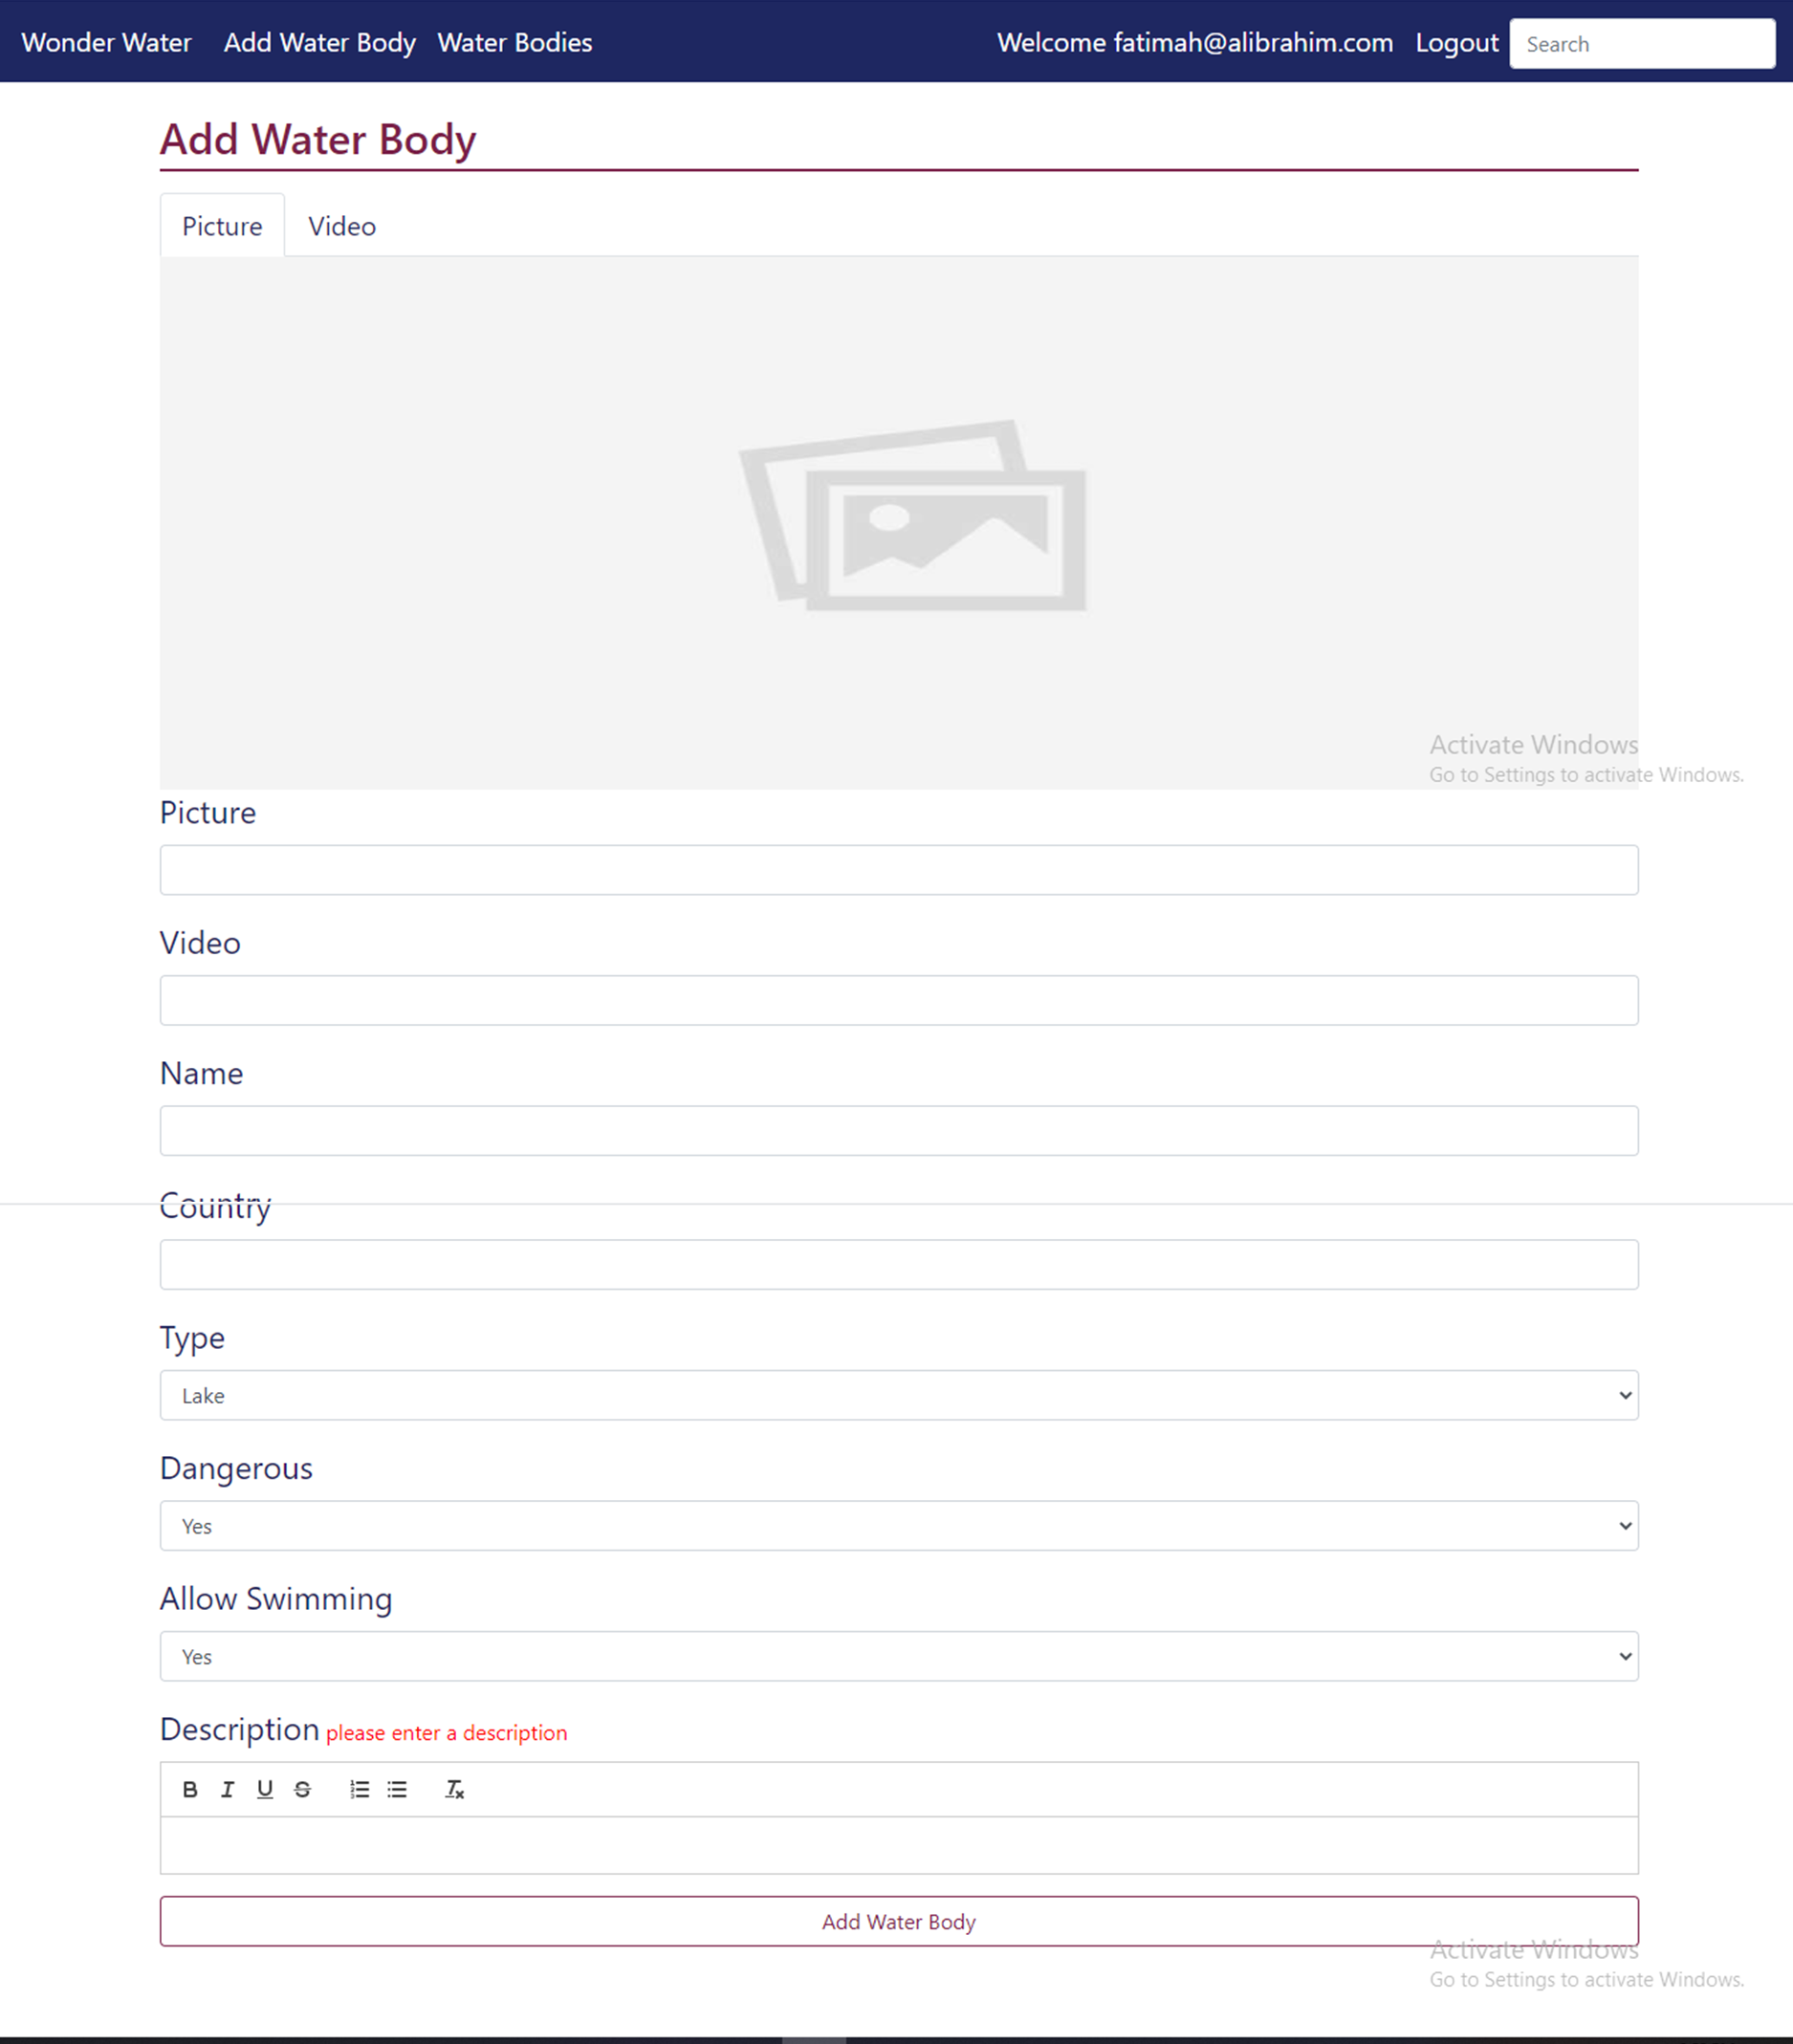 Wonder Water Add Water Body Water Bodies Welcome fatimah@alibrahim.com Logout Search
Add Water Body
Picture Video
Activate Windows
Go to Settings to activate Windows.
Picture
Video
Name
Country
Type
Lake
Dangerous
Yes
Allow Swimming
Yes
Description please enter a description
B I U S
Add Water Body
Activate Windows
Go to Settings to activate Windows.